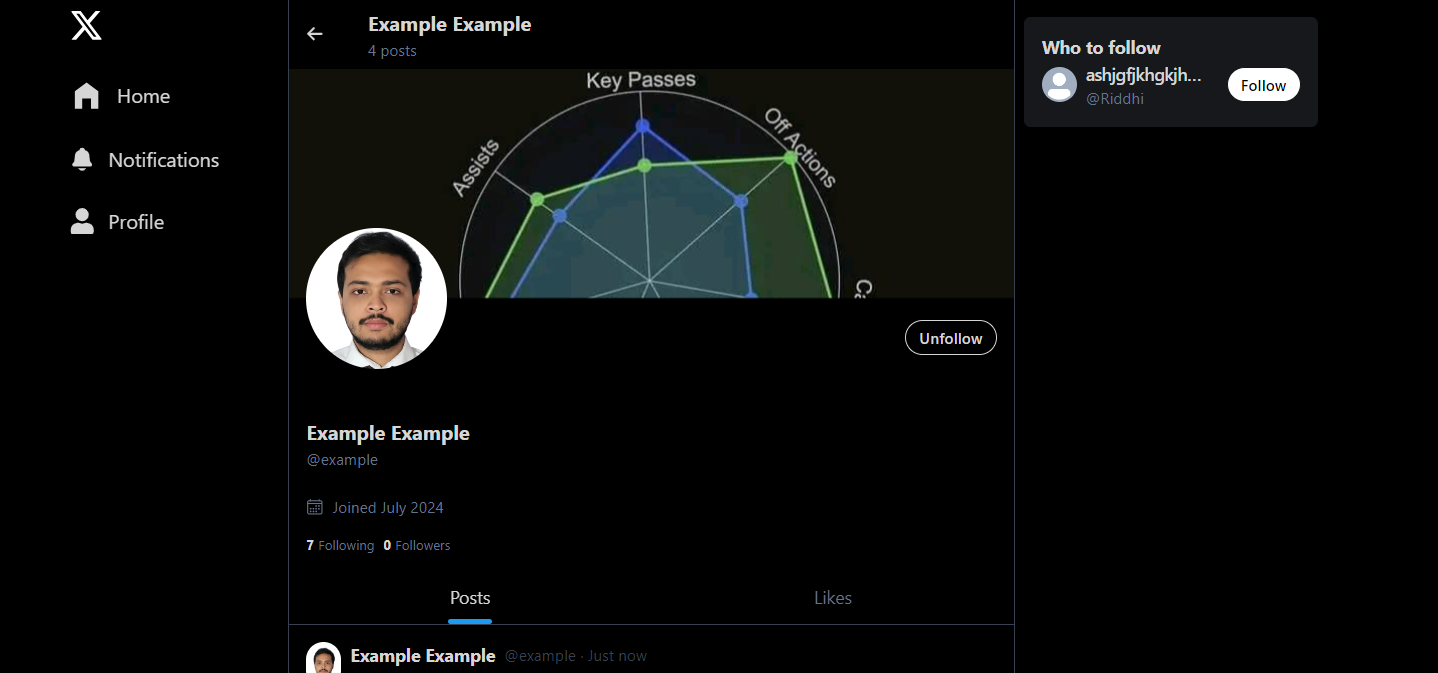 Home
Notifications
Profile
Example Example
4 posts
Key Passes
Assists
Off Actions
Unfollow
Example Example
@example
Joined July 2024
7 Following 0 Followers
Posts
Likes
Example Example @example · Just now
Who to follow
ashjgfjkhgkjh...
@Riddhi
Follow